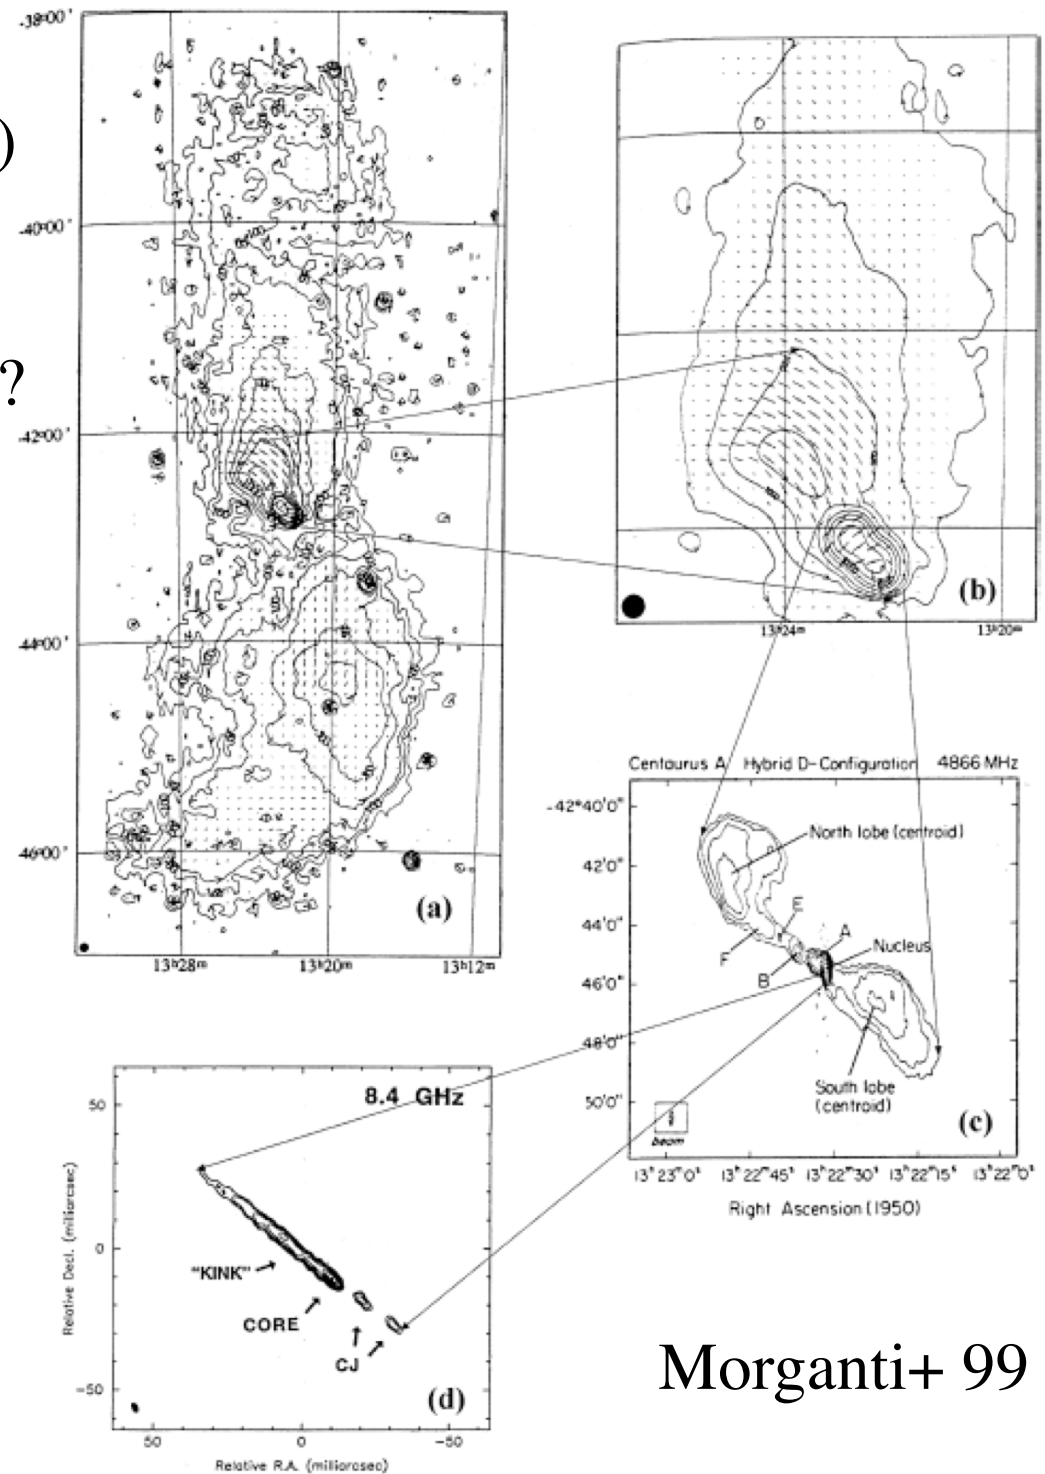 -38°00'
-40°00'
-42°00'
-44°00'
-46°00'
13ʰ28ᵐ 13ʰ20ᵐ 13ʰ12ᵐ
(a)
)
?
(b)
13ʰ24ᵐ 13ʰ20ᵐ
Centaurus A Hybrid D-Configuration 4866 MHz
-42°40'0"
42'0"
44'0"
46'0"
48'0"
50'0"
North lobe (centroid)
E
A
Nucleus
F
B
South lobe
(centroid)
beam
(c)
13ʰ23ᵐ0ˢ 13ʰ22ᵐ45ˢ 13ʰ22ᵐ30ˢ 13ʰ22ᵐ15ˢ 13ʰ22ᵐ0ˢ
Right Ascension (1950)
8.4 GHz
50
0
-50
Relative Decl. (milliarcsec)
"KINK"
CORE
CJ
(d)
50 0 -50
Relative R.A. (milliarcsec)
Morganti+ 99